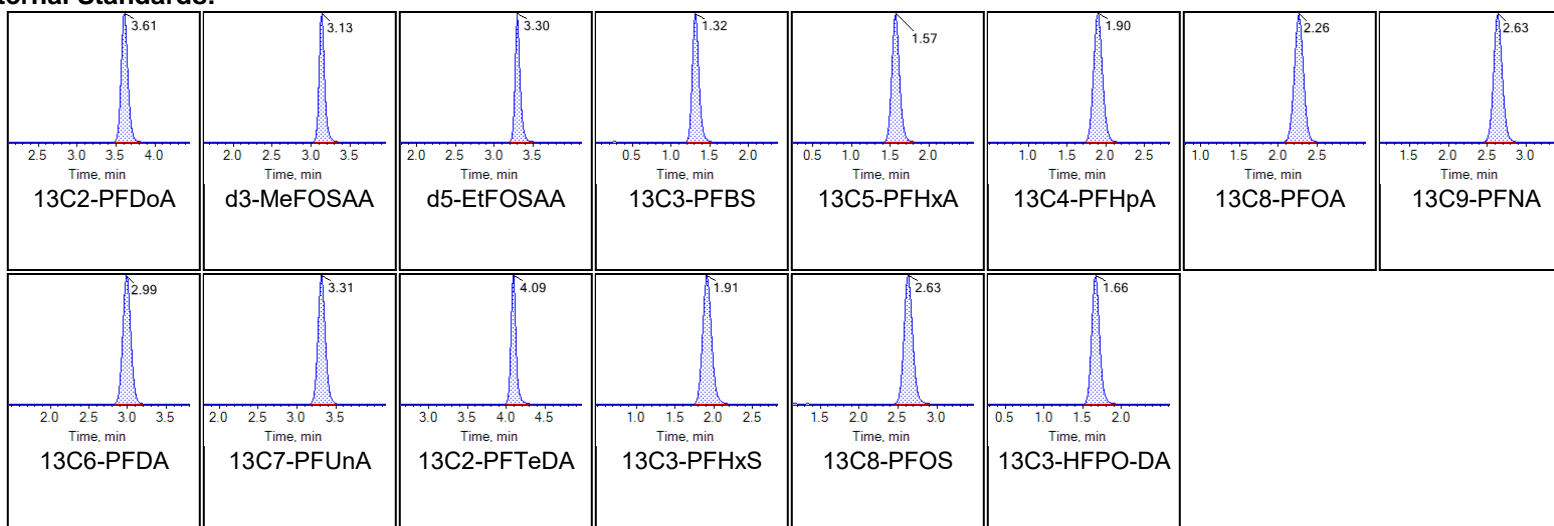 ternal Standards:
3.61
2.5 3.0 3.5 4.0
Time, min
13C2-PFDoA
3.13
2.0 2.5 3.0 3.5
Time, min
d3-MeFOSAA
3.30
2.0 2.5 3.0 3.5
Time, min
d5-EtFOSAA
1.32
0.5 1.0 1.5 2.0
Time, min
13C3-PFBS
1.57
0.5 1.0 1.5 2.0
Time, min
13C5-PFHxA
1.90
1.0 1.5 2.0 2.5
Time, min
13C4-PFHpA
2.26
1.0 1.5 2.0 2.5
Time, min
13C8-PFOA
2.63
1.5 2.0 2.5 3.0
Time, min
13C9-PFNA
2.99
2.0 2.5 3.0 3.5
Time, min
13C6-PFDA
3.31
2.0 2.5 3.0 3.5
Time, min
13C7-PFUnA
4.09
3.0 3.5 4.0 4.5
Time, min
13C2-PFTeDA
1.91
1.0 1.5 2.0 2.5
Time, min
13C3-PFHxS
2.63
1.5 2.0 2.5 3.0
Time, min
13C8-PFOS
1.66
0.5 1.0 1.5 2.0
Time, min
13C3-HFPO-DA